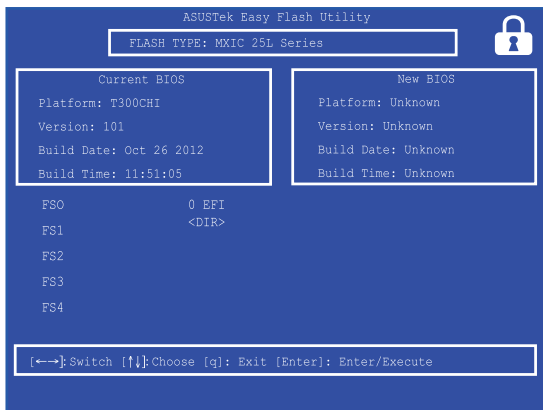 ASUSTek Easy Flash Utility
FLASH TYPE: MXIC 25L Series
Current BIOS
Platform: T300CHI
Version: 101
Build Date: Oct 26 2012
Build Time: 11:51:05
New BIOS
Platform: Unknown
Version: Unknown
Build Date: Unknown
Build Time: Unknown
FSO
FS1
FS2
FS3
FS4
0 EFI
<DIR>
[←→]: Switch [↑↓]: Choose [q]: Exit [Enter]: Enter/Execute